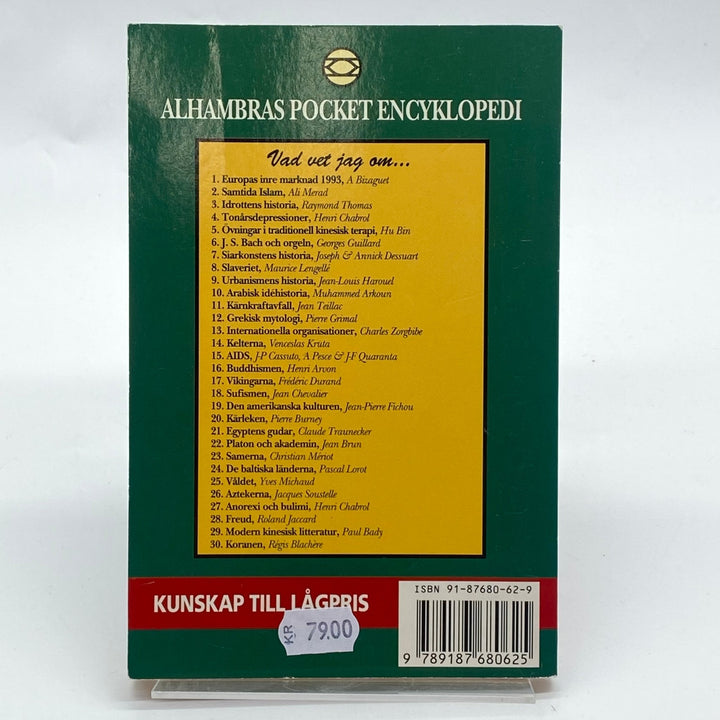 ALHAMBRAS POCKET ENCYKLOPEDI
Vad vet jag om...
1. Europas inre marknad 1993, A Bizaguet
2. Samtida Islam, Ali Merad
3. Idrottens historia, Raymond Thomas
4. Tonårsdepressioner, Henri Chabrol
5. Övningar i traditionell kinesisk terapi, Hu Bin
6. J. S. Bach och orgeln, Georges Guillard
7. Siarkonstens historia, Joseph & Annick Dessuart
8. Slaveriet, Maurice Lengellé
9. Urbanismens historia, Jean-Louis Harouel
10. Arabisk idéhistoria, Muhammed Arkoun
11. Kärnkraftavfall, Jean Teillac
12. Grekisk mytologi, Pierre Grimal
13. Internationella organisationer, Charles Zorgbibe
14. Kelterna, Venceslas Kruta
15. AIDS, J-P Cassuto, A Pesce & J-F Quaranta
16. Buddhismen, Henri Arvon
17. Vikingarna, Frédéric Durand
18. Sufismen, Jean Chevalier
19. Den amerikanska kulturen, Jean-Pierre Fichou
20. Kärleken, Pierre Burney
21. Egyptens gudar, Claude Traunecker
22. Platon och akademin, Jean Brun
23. Samerna, Christian Mériot
24. De baltiska länderna, Pascal Lorot
25. Våldet, Yves Michaud
26. Aztekerna, Jacques Soustelle
27. Anorexi och bulimi, Henri Chabrol
28. Freud, Roland Jaccard
29. Modern kinesisk litteratur, Paul Bady
30. Koranen, Régis Blachère
KUNSKAP TILL LÅGPRIS
KR 79.00
ISBN 91-87680-62-9
9 789187 680625